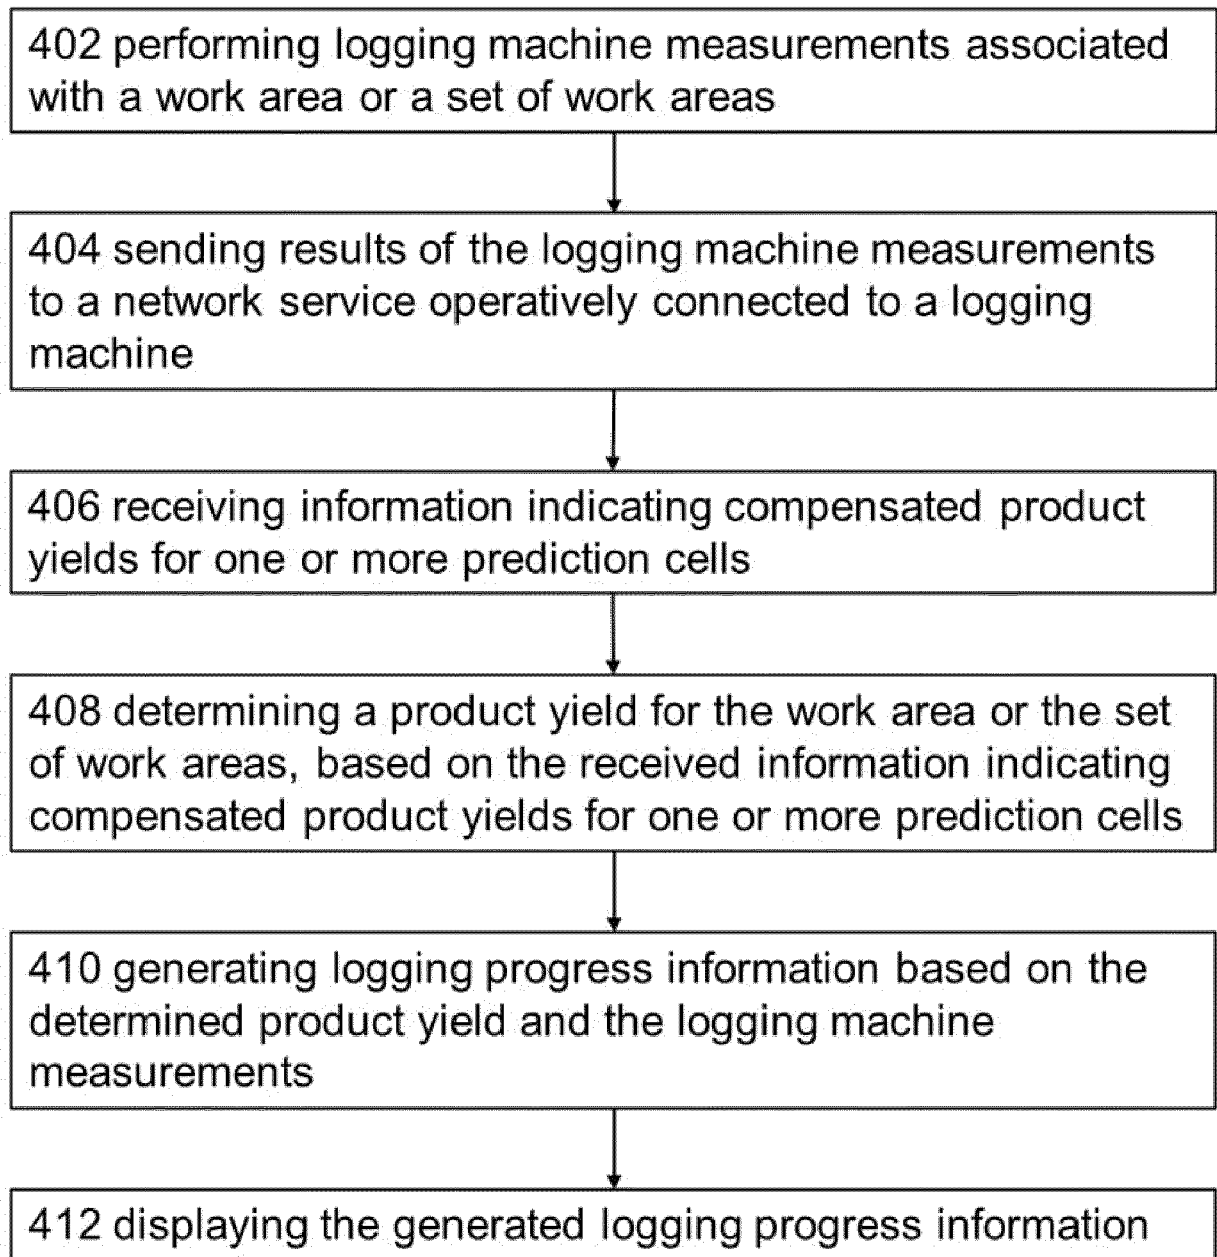 402 performing logging machine measurements associated
with a work area or a set of work areas
404 sending results of the logging machine measurements
to a network service operatively connected to a logging
machine
406 receiving information indicating compensated product
yields for one or more prediction cells
408 determining a product yield for the work area or the set
of work areas, based on the received information indicating
compensated product yields for one or more prediction cells
410 generating logging progress information based on the
determined product yield and the logging machine
measurements
412 displaying the generated logging progress information